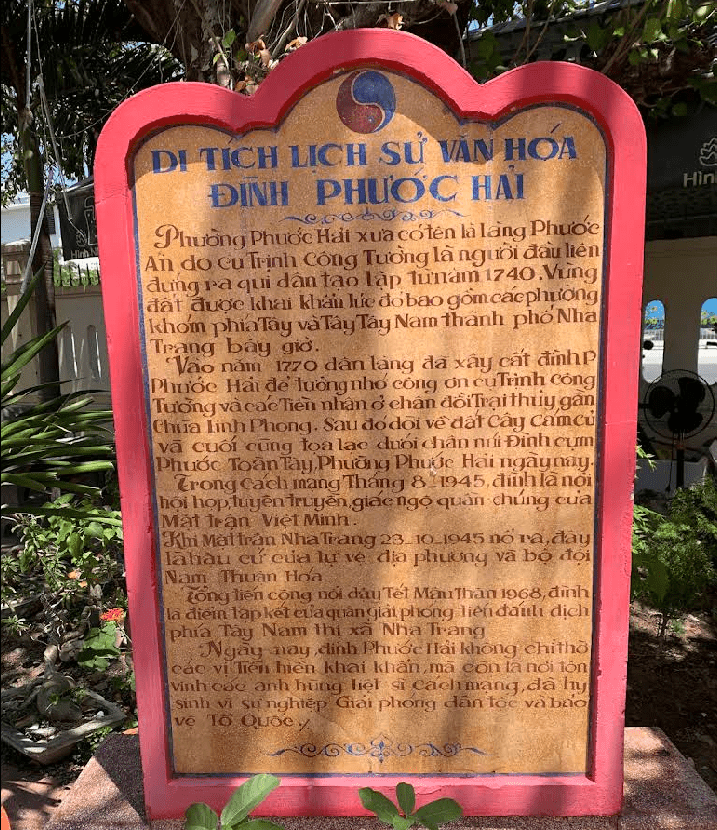 DI TÍCH LỊCH SỬ VĂN HÓA
ĐÌNH PHƯỚC HẢI
Phường Phước Hải xưa có tên là làng Phước
An do cụ Trịnh Công Tưởng là người đầu tiên
đứng ra qui dân tạo lập từ năm 1740. Vùng
đất được khai khẩn lúc đó bao gồm các phường
khóm phía Tây và Tây Tây Nam thành phố Nha
Trang bây giờ.
Vào năm 1770 dân làng đã xây cất đình P
Phước Hải để tưởng nhớ công ơn cụ Trịnh Công
Tưởng và các Tiền nhân ở chân đồi Trại thủy gần
Chùa Linh Phong. Sau đó dời về đất Cây Cầm cũ
và cuối cùng tọa lạc dưới chân núi Đình cụm
Phước Toàn Tây, Phường Phước Hải ngày nay.
Trong cách mạng Tháng 8-1945, đình là nơi
hội họp, tuyên truyền, giác ngộ quần chúng của
Mặt trận Việt Minh.
Khi Mặt trận Nha Trang 23_10_1945 nổ ra, đây
là hậu cứ của tự vệ địa phương và bộ đội
Nam Thuận Hóa
Tổng tiến công nổi dậy Tết Mậu Thân 1968, đình
là điểm tập kết của quân giải phóng tiến đánh địch
phía Tây Nam thị xã Nha Trang
Ngày nay, đình Phước Hải không chỉ thờ
các vị Tiền hiền khai khẩn, mà còn là nơi tôn
vinh các anh hùng liệt sĩ cách mạng, đã hy
sinh vì sự nghiệp Giải phóng dân tộc và bảo
vệ Tổ Quốc./